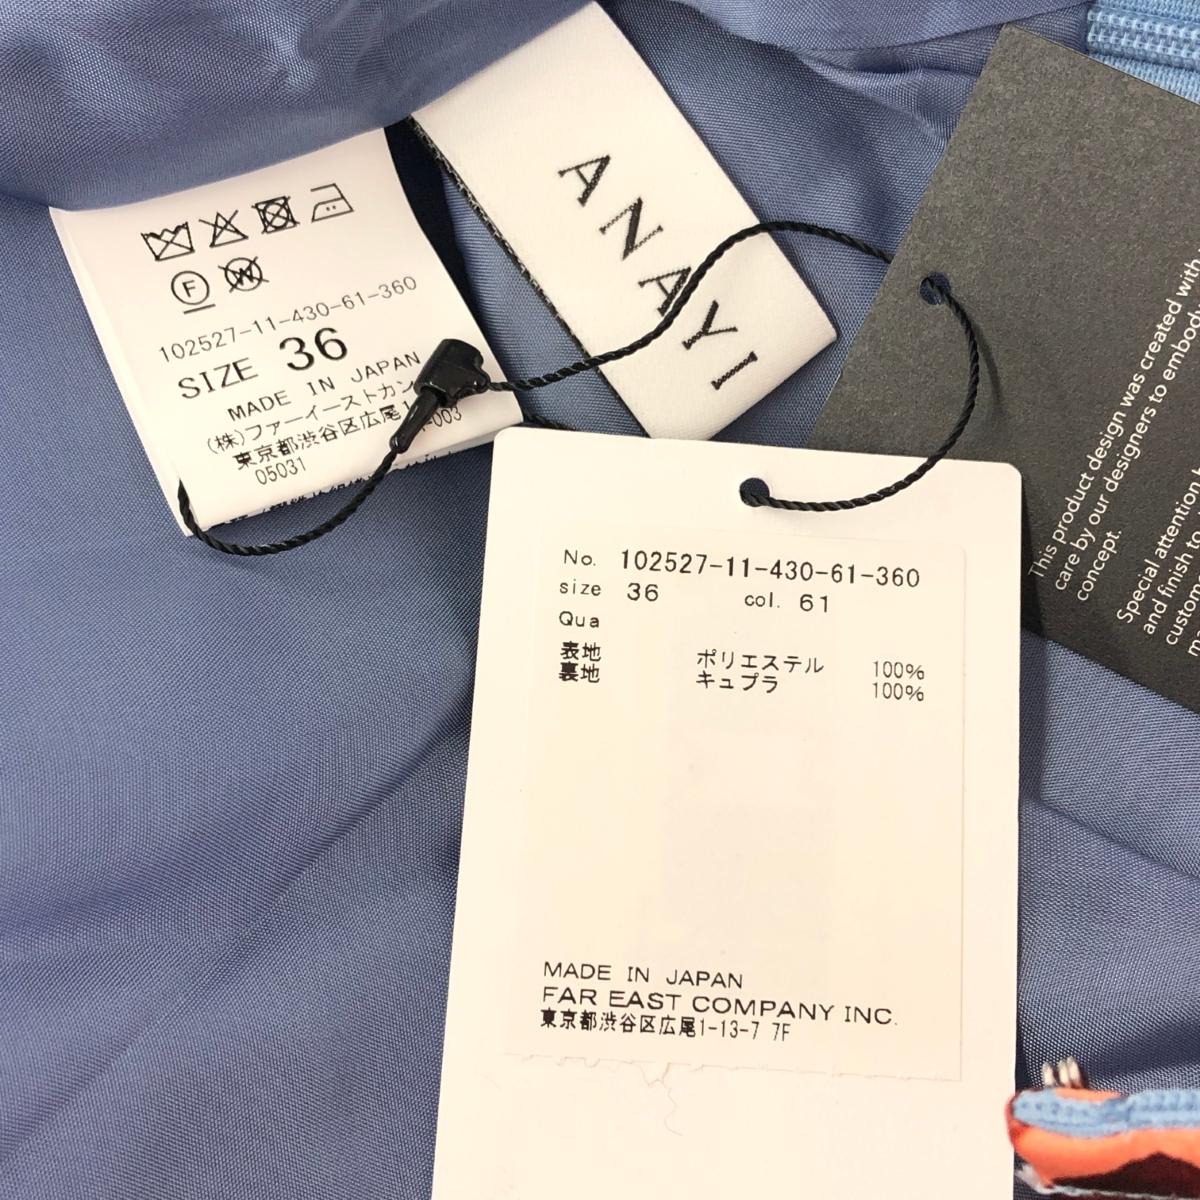 ANAYI
F
W
102527-11-430-61-360
SIZE 36
MADE IN JAPAN
(株)ファーイーストカン
東京都渋谷区広尾1
-003
05031
This product design was created with
care by our designers to embody
concept.
Special attention
and finish to
No. 102527-11-430-61-360
size 36 col. 61
Qua
表地 ポリエステル 100%
裏地 キュプラ 100%
MADE IN JAPAN
FAR EAST COMPANY INC.
東京都渋谷区広尾1-13-7 7F